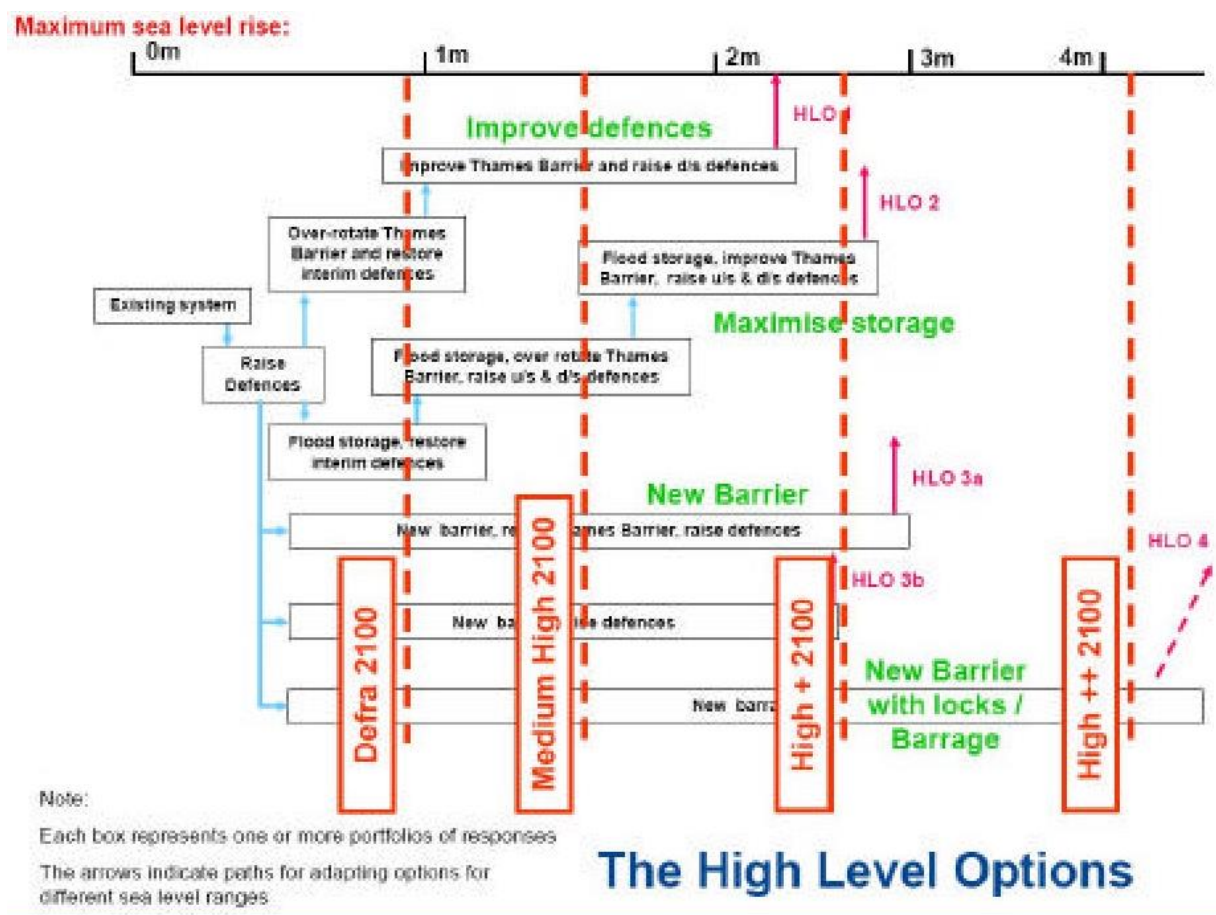 Maximum sea level rise:
0m
1m
2m
3m
4m
HLO
Improve defences
Improve Thames Barrier and raise d/s defences
HLO 2
Over-rotate Thames
Barrier and restore
interim defences
Flood storage, improve Thames
Barrier, raise u/s & d/s defences
Existing system
Maximise storage
Raise
Defences
Flood storage, over rotate Thames
Barrier, raise u/s & d/s defences
Flood storage, restore
interim defences
HLO 3a
New Barrier
New barrier, re ames Barrier, raise defences
HLO 4
HLO 3b
New ba ise defences
New Barrier
with locks /
Barrage
New barra
Defra 2100
Medium High 2100
High + 2100
High ++ 2100
Note:
Each box represents one or more portfolios of responses
The arrows indicate paths for adapting options for
different sea level ranges
The High Level Options